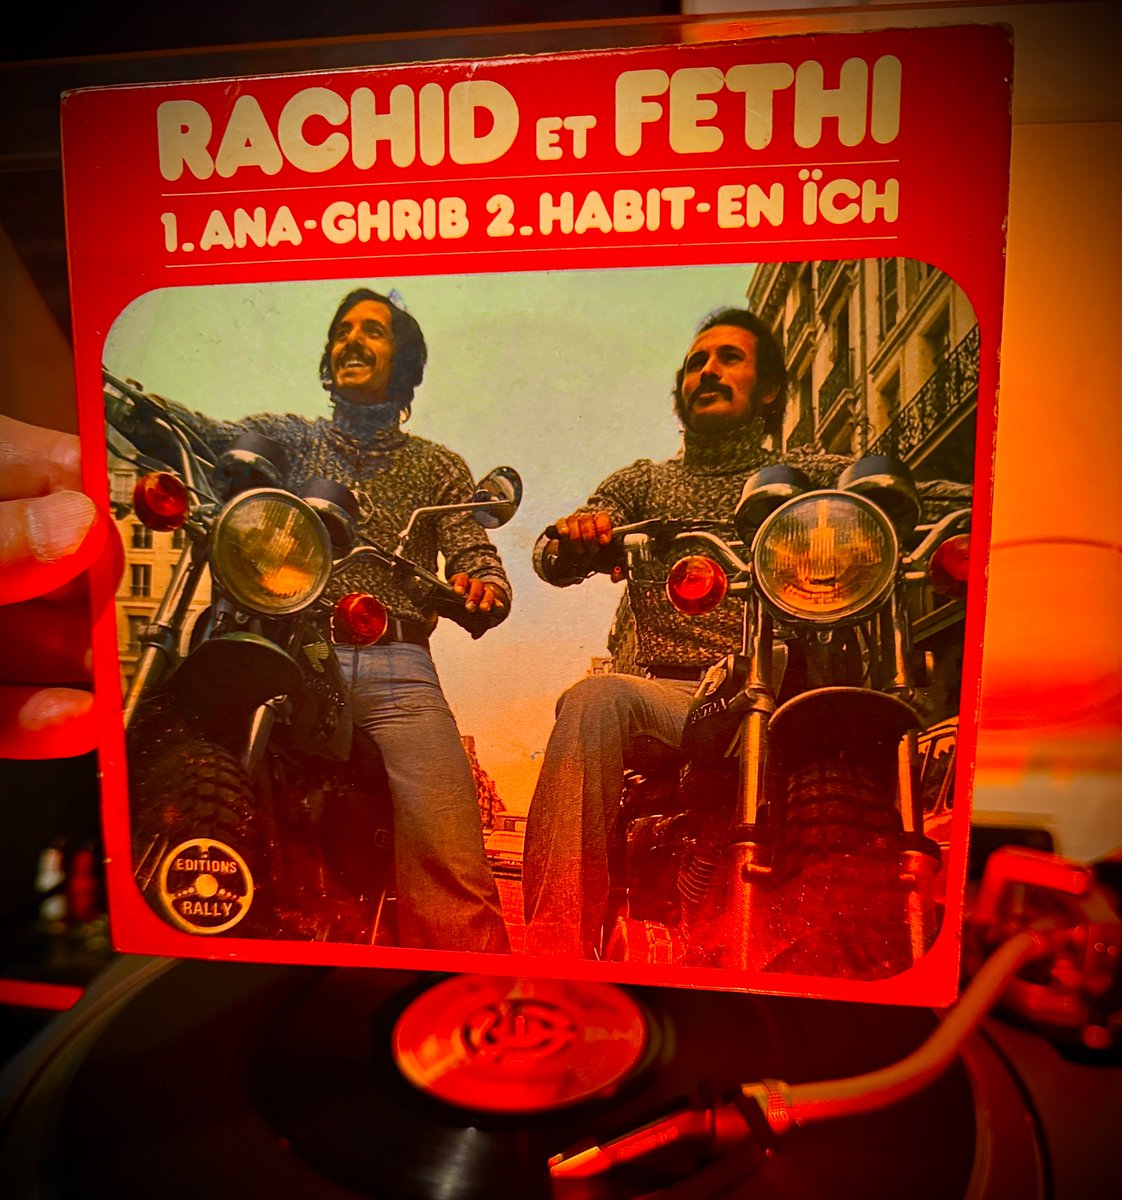 RACHID ET FETHI
1. ANA-GHRIB 2. HABIT-EN ÏCH
EDITIONS
RALLY